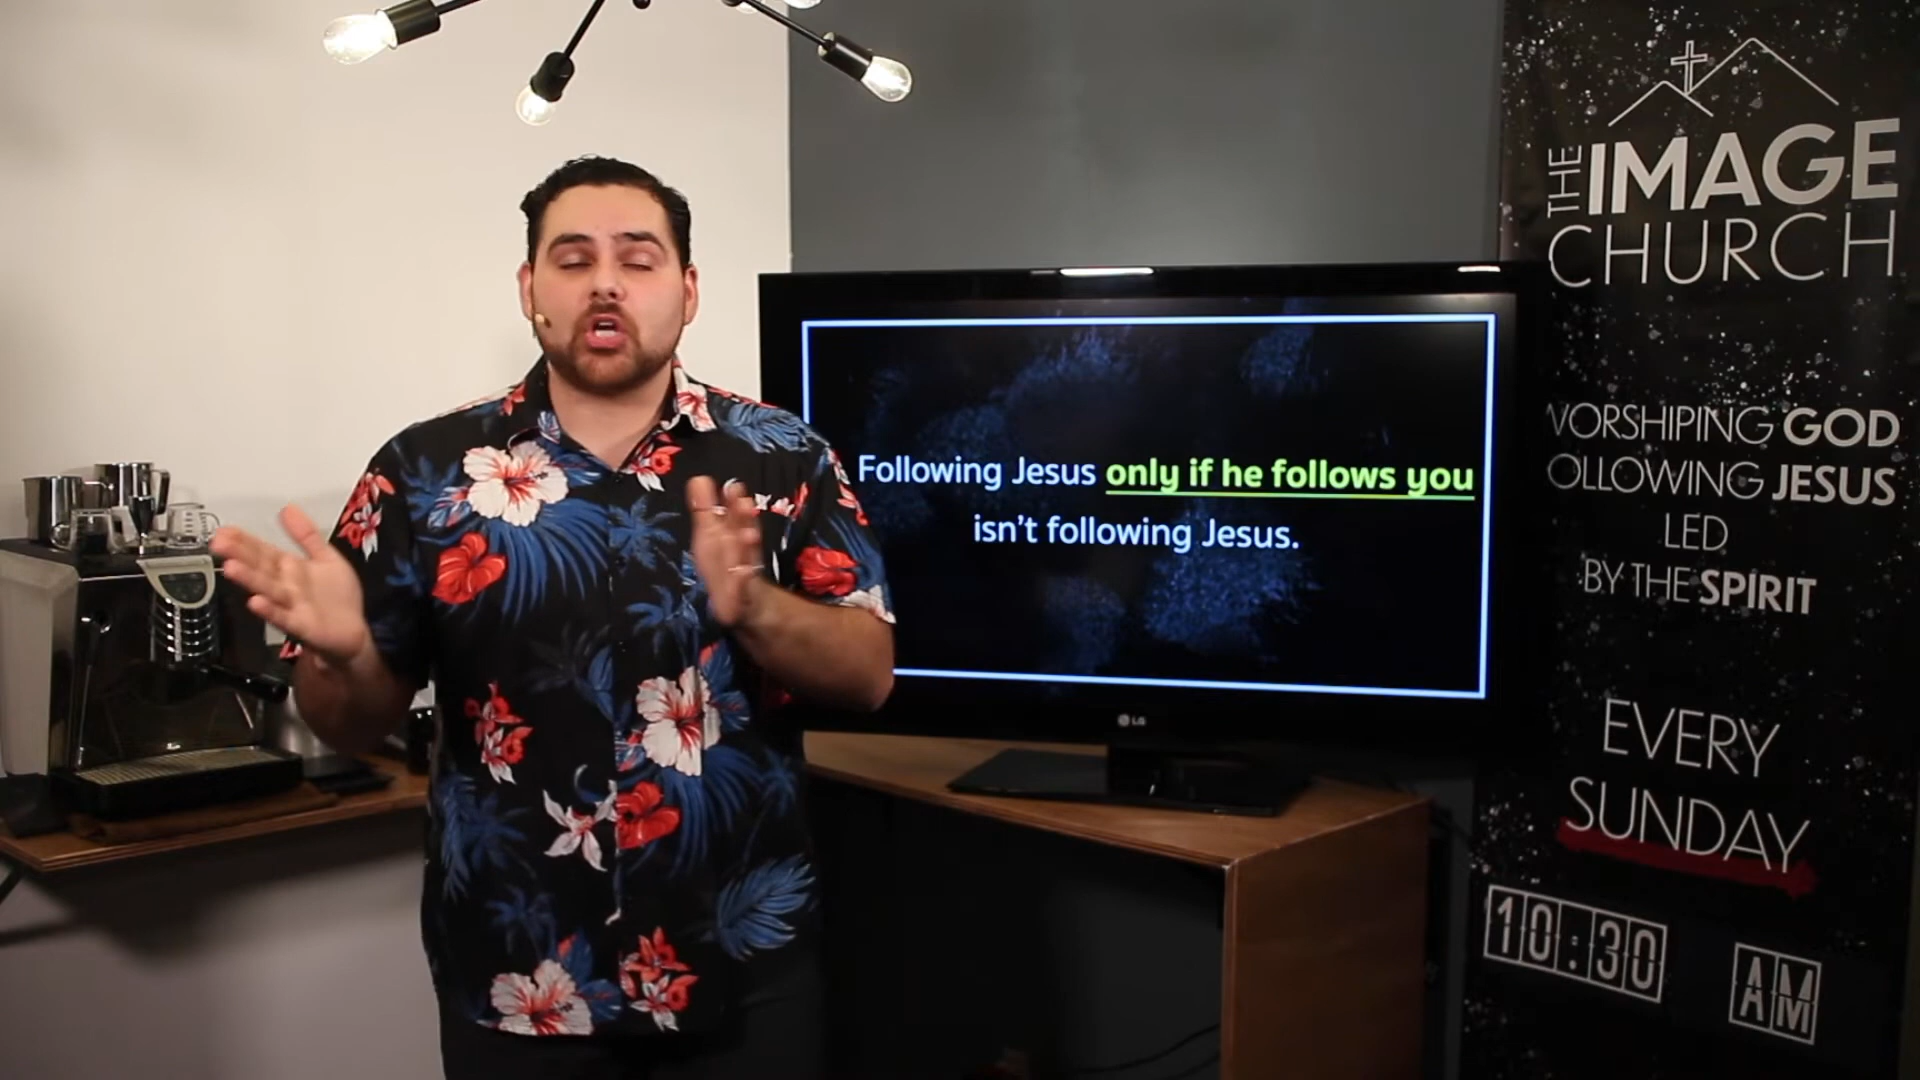 Following Jesus only if he follows you
isn't following Jesus.
LG
THE
IMAGE
CHURCH
WORSHIPING GOD
OLLOWING JESUS
LED
BY THE SPIRIT
EVERY
SUNDAY
10:30 AM